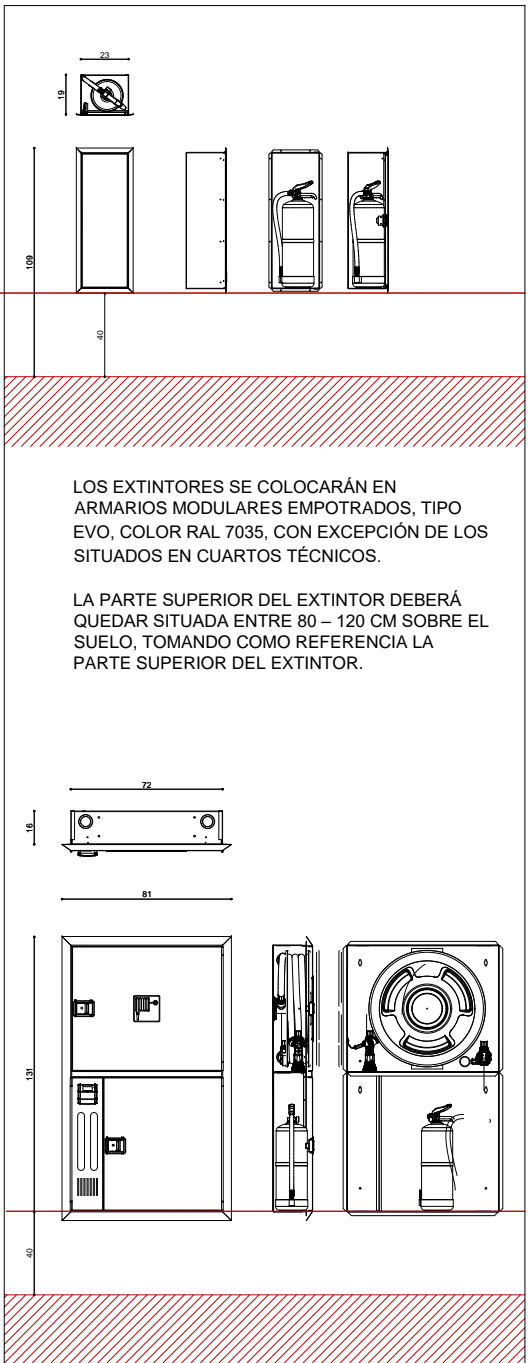 23
19
109
40
LOS EXTINTORES SE COLOCARÁN EN
ARMARIOS MODULARES EMPOTRADOS, TIPO
EVO, COLOR RAL 7035, CON EXCEPCIÓN DE LOS
SITUADOS EN CUARTOS TÉCNICOS.
LA PARTE SUPERIOR DEL EXTINTOR DEBERÁ
QUEDAR SITUADA ENTRE 80 – 120 CM SOBRE EL
SUELO, TOMANDO COMO REFERENCIA LA
PARTE SUPERIOR DEL EXTINTOR.
72
16
81
131
40